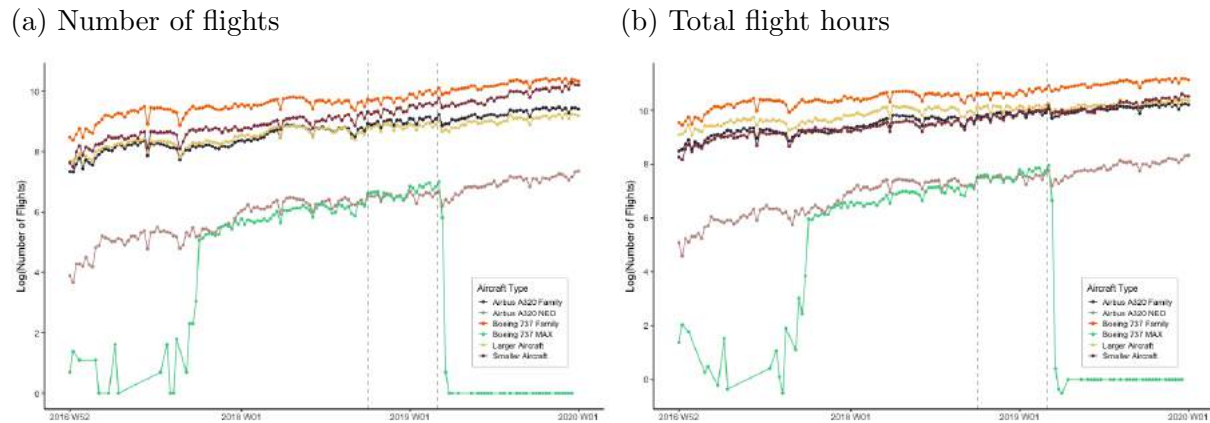 (a) Number of flights
(b) Total flight hours
Log(Number of Flights)
10
8
6
4
2
0
2016 W52
2018 W01
2019 W01
2020 W01
Aircraft Type
Airbus A320 Family
Airbus A320 NEO
Boeing 737 Family
Boeing 737 MAX
Larger Aircraft
Smaller Aircraft
Log(Number of Flights)
10
8
6
4
2
0
2016 W52
2018 W01
2019 W01
2020 W01
Aircraft Type
Airbus A320 Family
Airbus A320 NEO
Boeing 737 Family
Boeing 737 MAX
Larger Aircraft
Smaller Aircraft